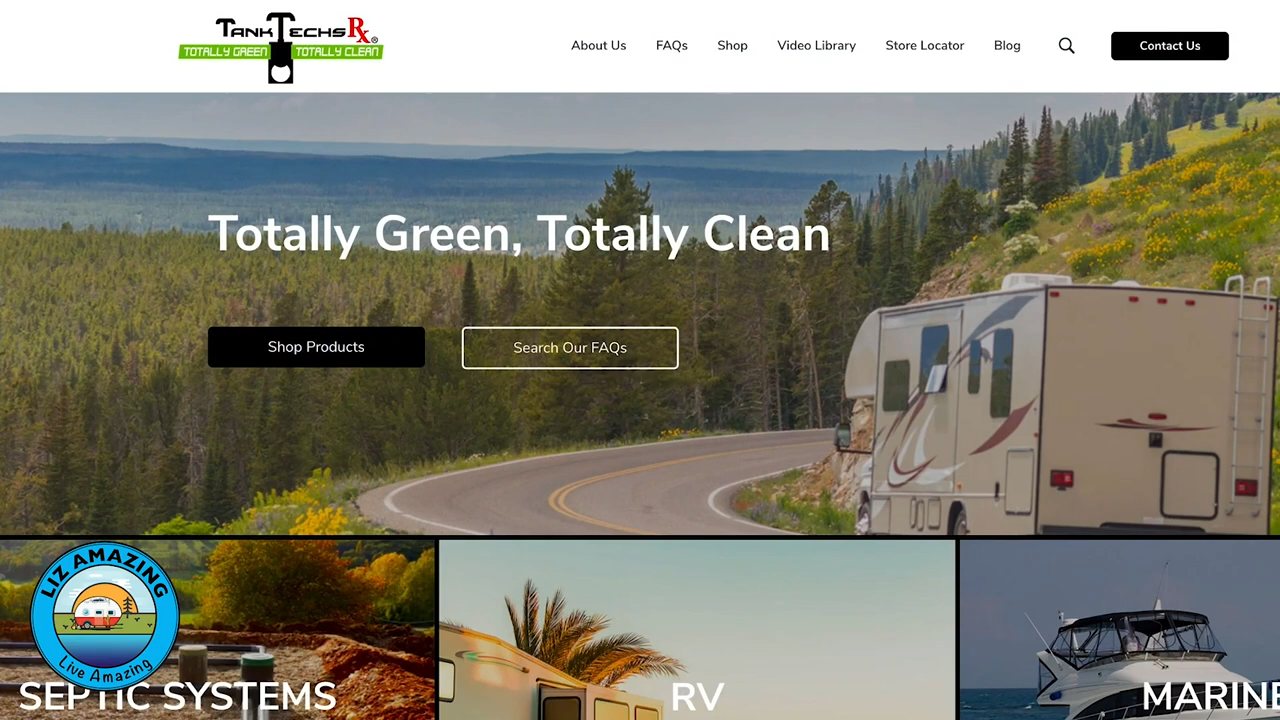 TANKTECHSRx®
TOTALLY GREEN TOTALLY CLEAN
About Us FAQs Shop Video Library Store Locator Blog Contact Us
Totally Green, Totally Clean
Shop Products Search Our FAQs
LIZ AMAZING
Live Amazing
SEPTIC SYSTEMS RV MARINE